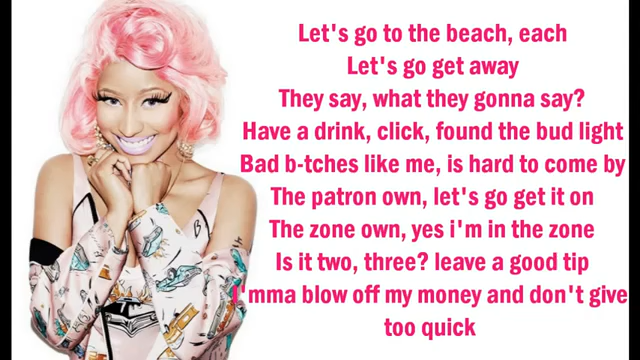 Let's go to the beach, each
Let's go get away
They say, what they gonna say?
Have a drink, click, found the bud light
Bad b-tches like me, is hard to come by
The patron own, let's go get it on
The zone own, yes i'm in the zone
Is it two, three? leave a good tip
I'mma blow off my money and don't give
too quick